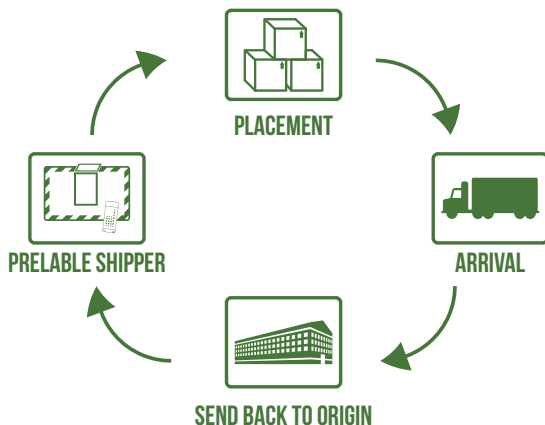 PLACEMENT
PRELABLE SHIPPER
ARRIVAL
SEND BACK TO ORIGIN